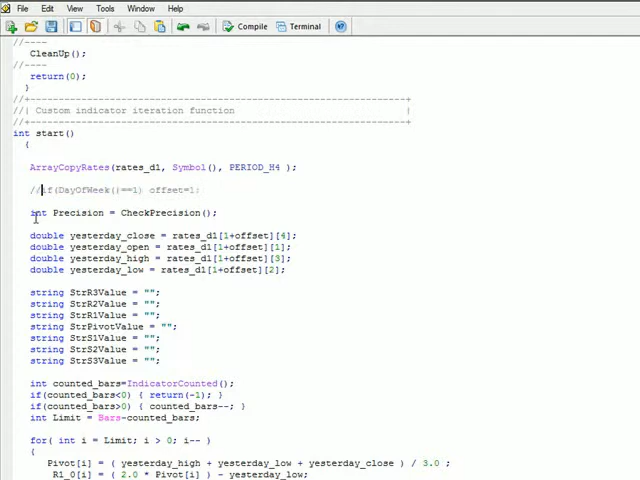 File Edit View Tools Window Help
Compile Terminal
//----
CleanUp();
//----
return(0);
}
//+------------------------------------------------------------------+
//| Custom indicator iteration function |
//+------------------------------------------------------------------+
int start()
{
ArrayCopyRates(rates_d1, Symbol(), PERIOD_H4 );
//if(DayOfWeek()==1) offset=1;
int Precision = CheckPrecision();
double yesterday_close = rates_d1[1+offset][4];
double yesterday_open = rates_d1[1+offset][1];
double yesterday_high = rates_d1[1+offset][3];
double yesterday_low = rates_d1[1+offset][2];
string StrR3Value = "";
string StrR2Value = "";
string StrR1Value = "";
string StrPivotValue = "";
string StrS1Value = "";
string StrS2Value = "";
string StrS3Value = "";
int counted_bars=IndicatorCounted();
if(counted_bars<0) { return(-1); }
if(counted_bars>0) { counted_bars--; }
int Limit = Bars-counted_bars;
for( int i = Limit; i > 0; i-- )
{
Pivot[i] = ( yesterday_high + yesterday_low + yesterday_close ) / 3.0 ;
R1_0[i] = ( 2.0 * Pivot[i] ) - yesterday_low;